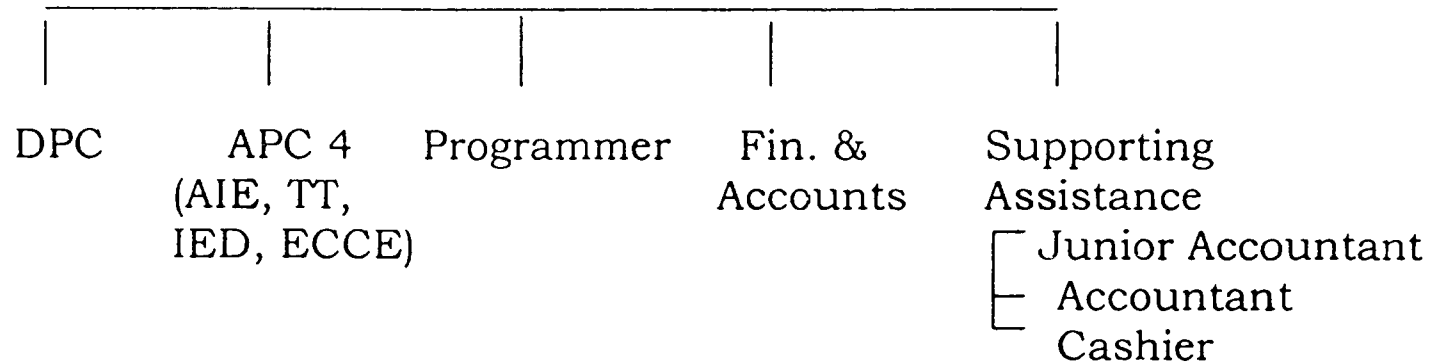 DPC APC 4 Programmer Fin. & Supporting
(AIE, TT, Accounts Assistance
IED, ECCE) Junior Accountant
Accountant
Cashier